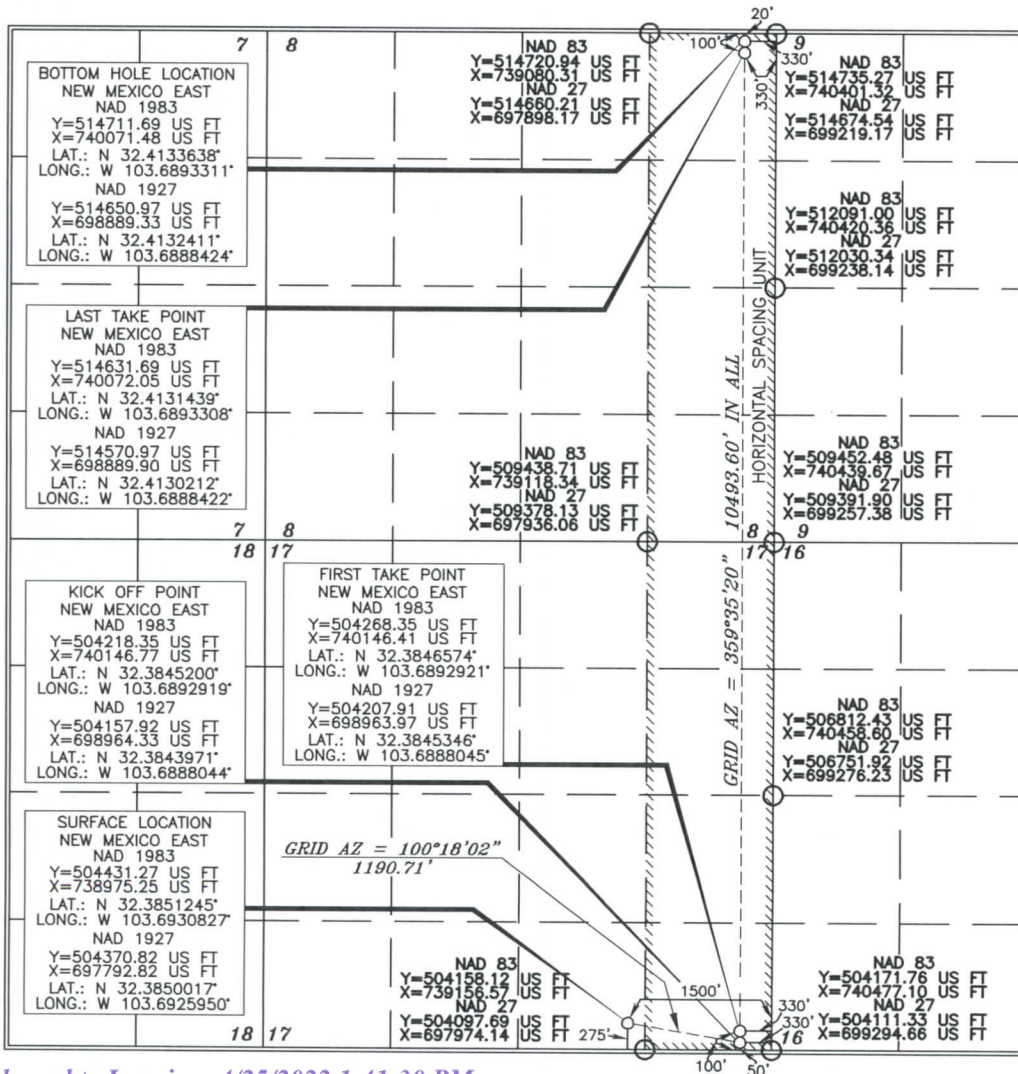 20'
7 8
NAD 83
Y=514720.94 US FT
X=739080.31 US FT
NAD 27
Y=514660.21 US FT
X=697898.17 US FT
100'
9
330'
330'
NAD 83
Y=514735.27 US FT
X=740401.32 US FT
NAD 27
Y=514674.54 US FT
X=699219.17 US FT
BOTTOM HOLE LOCATION
NEW MEXICO EAST
NAD 1983
Y=514711.69 US FT
X=740071.48 US FT
LAT.: N 32.4133638°
LONG.: W 103.6893311°
NAD 1927
Y=514650.97 US FT
X=698889.33 US FT
LAT.: N 32.4132411°
LONG.: W 103.6888424°
NAD 83
Y=512091.00 US FT
X=740420.36 US FT
NAD 27
Y=512030.34 US FT
X=699238.14 US FT
LAST TAKE POINT
NEW MEXICO EAST
NAD 1983
Y=514631.69 US FT
X=740072.05 US FT
LAT.: N 32.4131439°
LONG.: W 103.6893308°
NAD 1927
Y=514570.97 US FT
X=698889.90 US FT
LAT.: N 32.4130212°
LONG.: W 103.6888422°
10493.60' IN ALL
HORIZONTAL SPACING UNIT
NAD 83
Y=509438.71 US FT
X=739118.34 US FT
NAD 27
Y=509378.13 US FT
X=697936.06 US FT
NAD 83
Y=509452.48 US FT
X=740439.67 US FT
NAD 27
Y=509391.90 US FT
X=699257.38 US FT
7 8
18 17
8 9
17 16
KICK OFF POINT
NEW MEXICO EAST
NAD 1983
Y=504218.35 US FT
X=740146.77 US FT
LAT.: N 32.3845200°
LONG.: W 103.6892919°
NAD 1927
Y=504157.92 US FT
X=698964.33 US FT
LAT.: N 32.3843971°
LONG.: W 103.6888044°
FIRST TAKE POINT
NEW MEXICO EAST
NAD 1983
Y=504268.35 US FT
X=740146.41 US FT
LAT.: N 32.3846574°
LONG.: W 103.6892921°
NAD 1927
Y=504207.91 US FT
X=698963.97 US FT
LAT.: N 32.3845346°
LONG.: W 103.6888045°
GRID AZ = 359°35'20"
NAD 83
Y=506812.43 US FT
X=740458.60 US FT
NAD 27
Y=506751.92 US FT
X=699276.23 US FT
SURFACE LOCATION
NEW MEXICO EAST
NAD 1983
Y=504431.27 US FT
X=738975.25 US FT
LAT.: N 32.3851245°
LONG.: W 103.6930827°
NAD 1927
Y=504370.82 US FT
X=697792.82 US FT
LAT.: N 32.3850017°
LONG.: W 103.6925950°
GRID AZ = 100°18'02"
1190.71'
NAD 83
Y=504158.12 US FT
X=739156.57 US FT
NAD 27
Y=504097.69 US FT
X=697974.14 US FT
1500'
275'
NAD 83
Y=504171.76 US FT
X=740477.10 US FT
NAD 27
Y=504111.33 US FT
X=699294.66 US FT
330'
330'
18 17
16
100'
50'
4/25/2022 1:41:30 PM